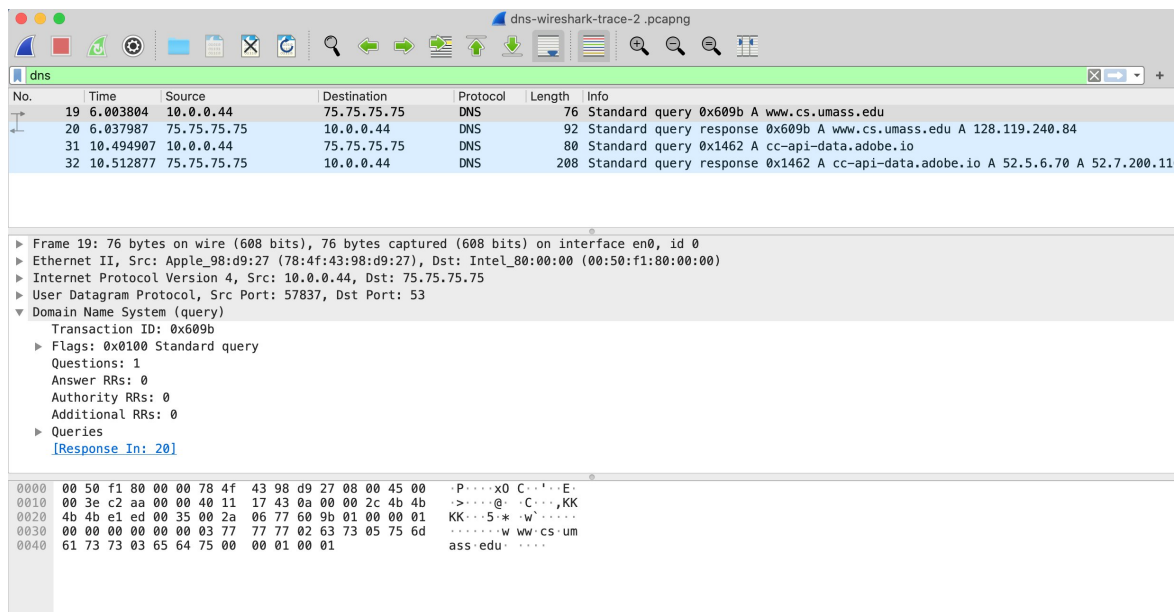 dns-wireshark-trace-2 .pcapng
dns
No. Time Source Destination Protocol Length Info
19 6.003804 10.0.0.44 75.75.75.75 DNS 76 Standard query 0x609b A www.cs.umass.edu
20 6.037987 75.75.75.75 10.0.0.44 DNS 92 Standard query response 0x609b A www.cs.umass.edu A 128.119.240.84
31 10.494907 10.0.0.44 75.75.75.75 DNS 80 Standard query 0x1462 A cc-api-data.adobe.io
32 10.512877 75.75.75.75 10.0.0.44 DNS 208 Standard query response 0x1462 A cc-api-data.adobe.io A 52.5.6.70 A 52.7.200.11
Frame 19: 76 bytes on wire (608 bits), 76 bytes captured (608 bits) on interface en0, id 0
Ethernet II, Src: Apple_98:d9:27 (78:4f:43:98:d9:27), Dst: Intel_80:00:00 (00:50:f1:80:00:00)
Internet Protocol Version 4, Src: 10.0.0.44, Dst: 75.75.75.75
User Datagram Protocol, Src Port: 57837, Dst Port: 53
Domain Name System (query)
Transaction ID: 0x609b
Flags: 0x0100 Standard query
Questions: 1
Answer RRs: 0
Authority RRs: 0
Additional RRs: 0
Queries
[Response In: 20]
0000 00 50 f1 80 00 00 78 4f 43 98 d9 27 08 00 45 00 ·P····xO C··'··E·
0010 00 3e c2 aa 00 00 40 11 17 43 0a 00 00 2c 4b 4b ·>····@· ·C···,KK
0020 4b 4b e1 ed 00 35 00 2a 06 77 60 9b 01 00 00 01 KK···5·* ·w`·····
0030 00 00 00 00 00 00 03 77 77 77 02 63 73 05 75 6d ·······w ww·cs·um
0040 61 73 73 03 65 64 75 00 00 01 00 01 ass·edu· ····